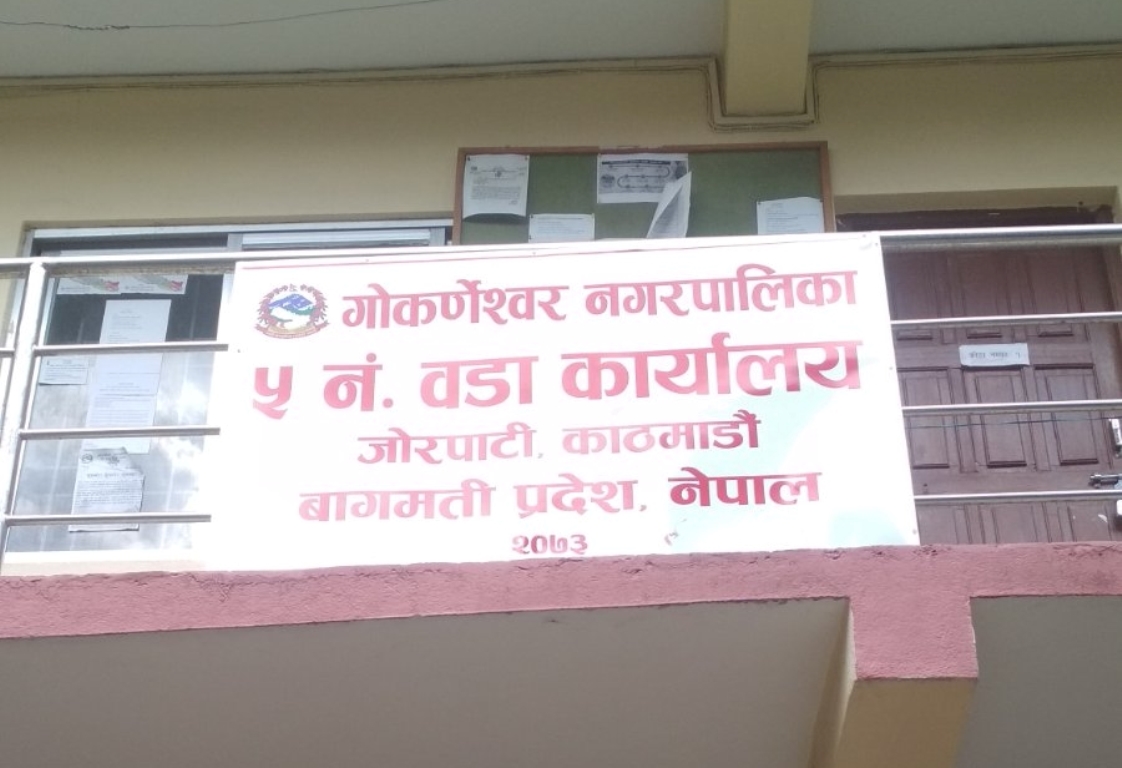 गोकर्णेश्वर नगरपालिका
५ नं. वडा कार्यालय
जोरपाटी, काठमाडौं
बागमती प्रदेश, नेपाल
२०७३